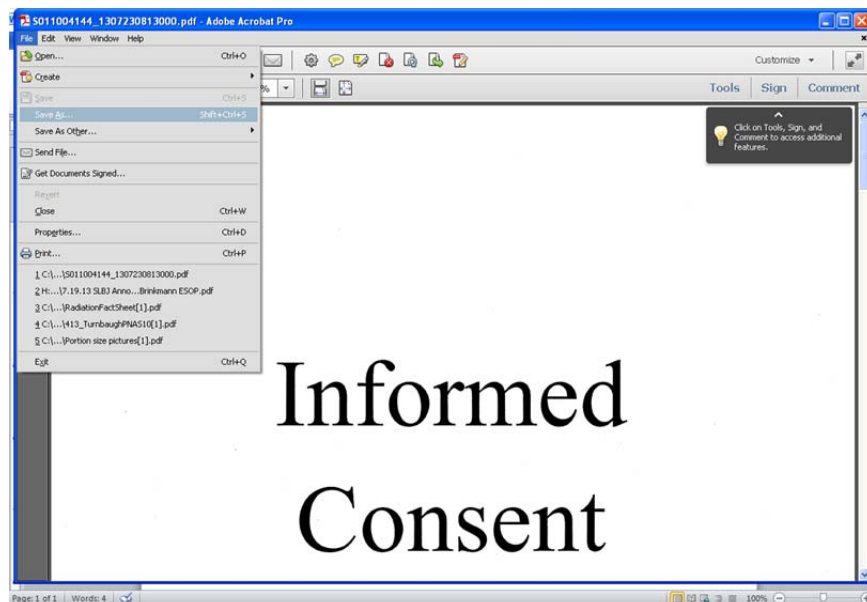 S011004144_1307230813000.pdf - Adobe Acrobat Pro
File Edit View Window Help
Open... Ctrl+O
Create
Customize
Save Ctrl+S
%
Tools Sign Comment
Save As... Shift+Ctrl+S
Save As Other...
Click on Tools, Sign, and
Comment to access additional
features.
Send File...
Get Documents Signed...
Revert
Close Ctrl+W
Properties... Ctrl+D
Print... Ctrl+P
1 C:\...\S011004144_1307230813000.pdf
2 H:...\7.19.13 SLBJ Anno...Brinkmann ESOP.pdf
3 C:\...\RadiationFactSheet[1].pdf
4 C:\...\413_TurnbaughPNAS10[1].pdf
5 C:\...\Portion size pictures[1].pdf
Exit Ctrl+Q
Informed
Consent
Page: 1 of 1 Words: 4 100%